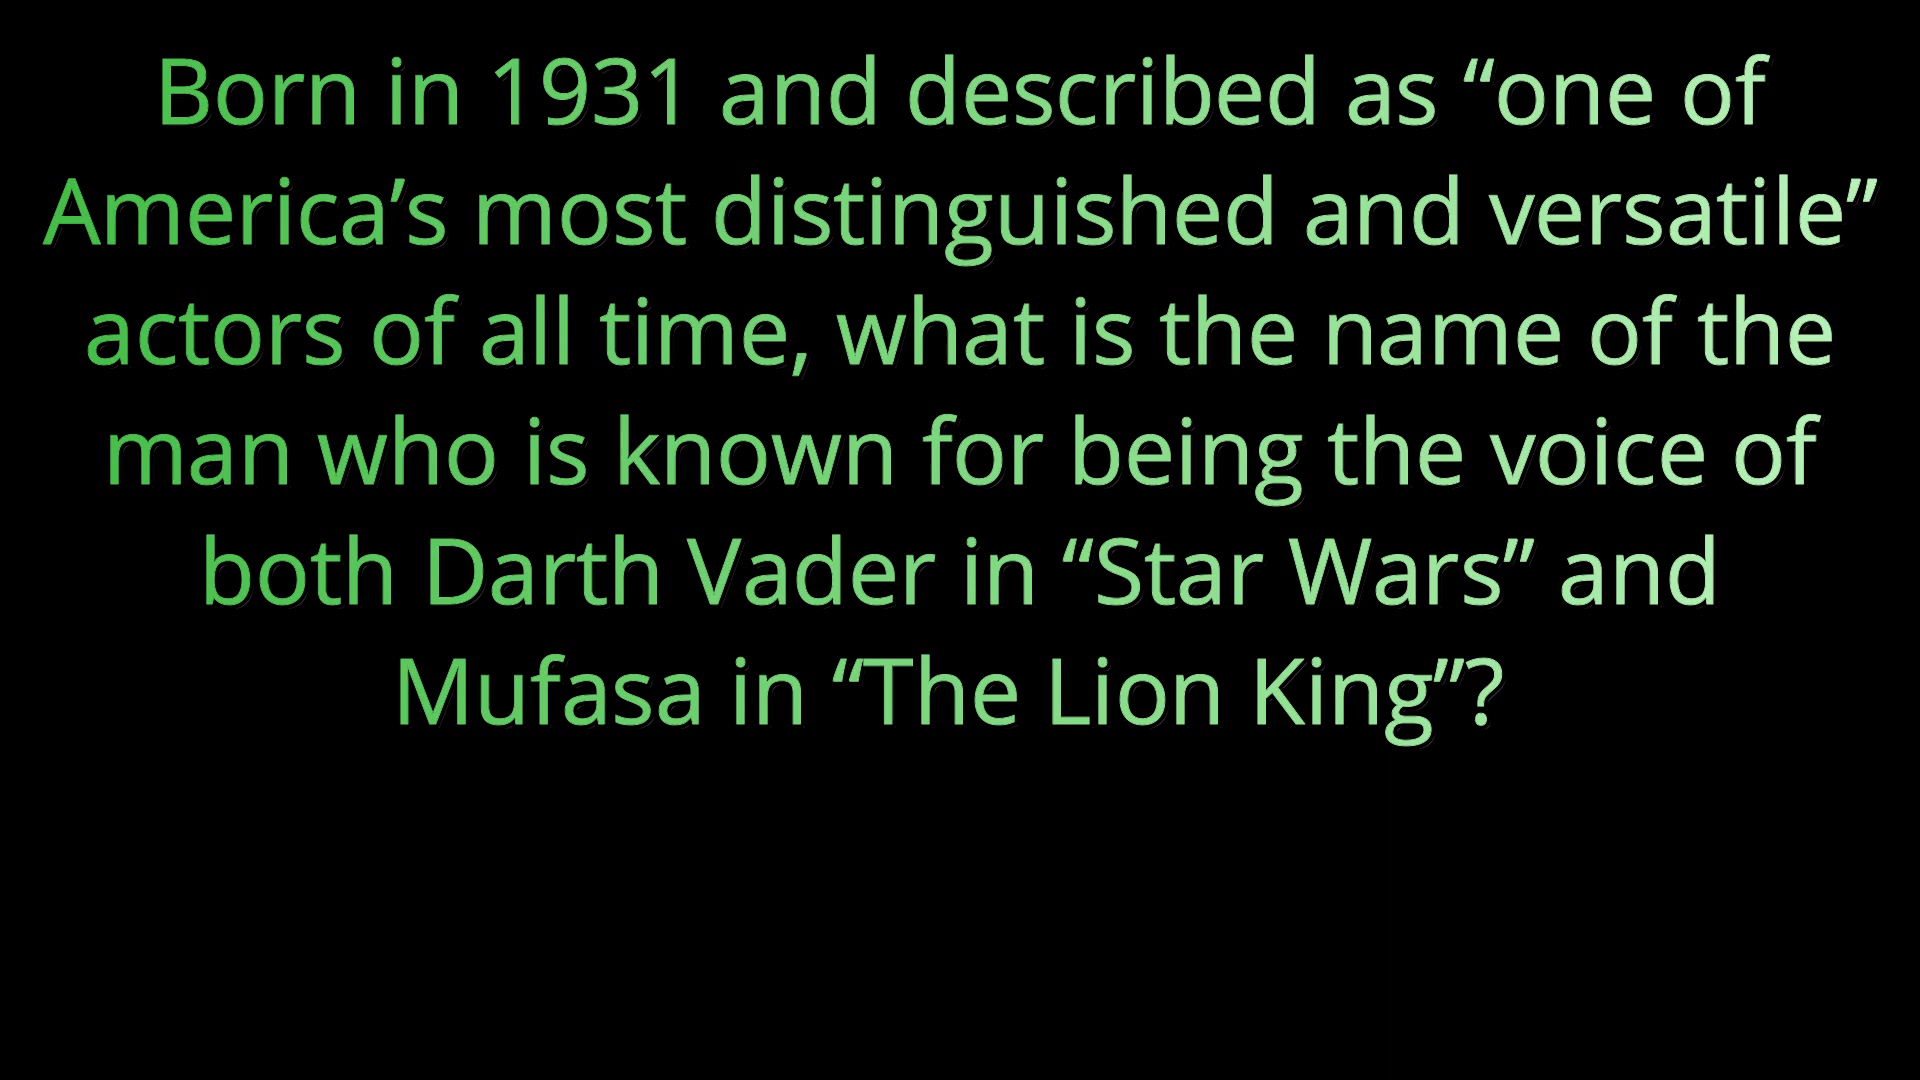 Born in 1931 and described as “one of
America’s most distinguished and versatile”
actors of all time, what is the name of the
man who is known for being the voice of
both Darth Vader in “Star Wars” and
Mufasa in “The Lion King”?